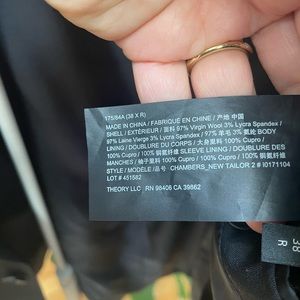 175/84A (38 X R)
MADE IN CHINA / FABRIQUÉ EN CHINE / 产地 中国
SHELL / EXTÉRIEUR / 面料 97% Virgin Wool 3% Lycra Spandex /
97% Laine Vierge 3% Lycra Spandex / 97% 羊毛 3% 氨纶 BODY
LINING / DOUBLURE DU CORPS / 大身里料 100% Cupro /
100% Cupro / 100% 铜氨纤维 SLEEVE LINING / DOUBLURE DES
MANCHES / 袖子里料 100% Cupro / 100% Cupro / 100% 铜氨纤维
STYLE / MODÈLE / 品号 CHAMBERS_NEW TAILOR 2 # I0171104
LOT # 451582
THEORY LLC RN 98408 CA 39862
38
R